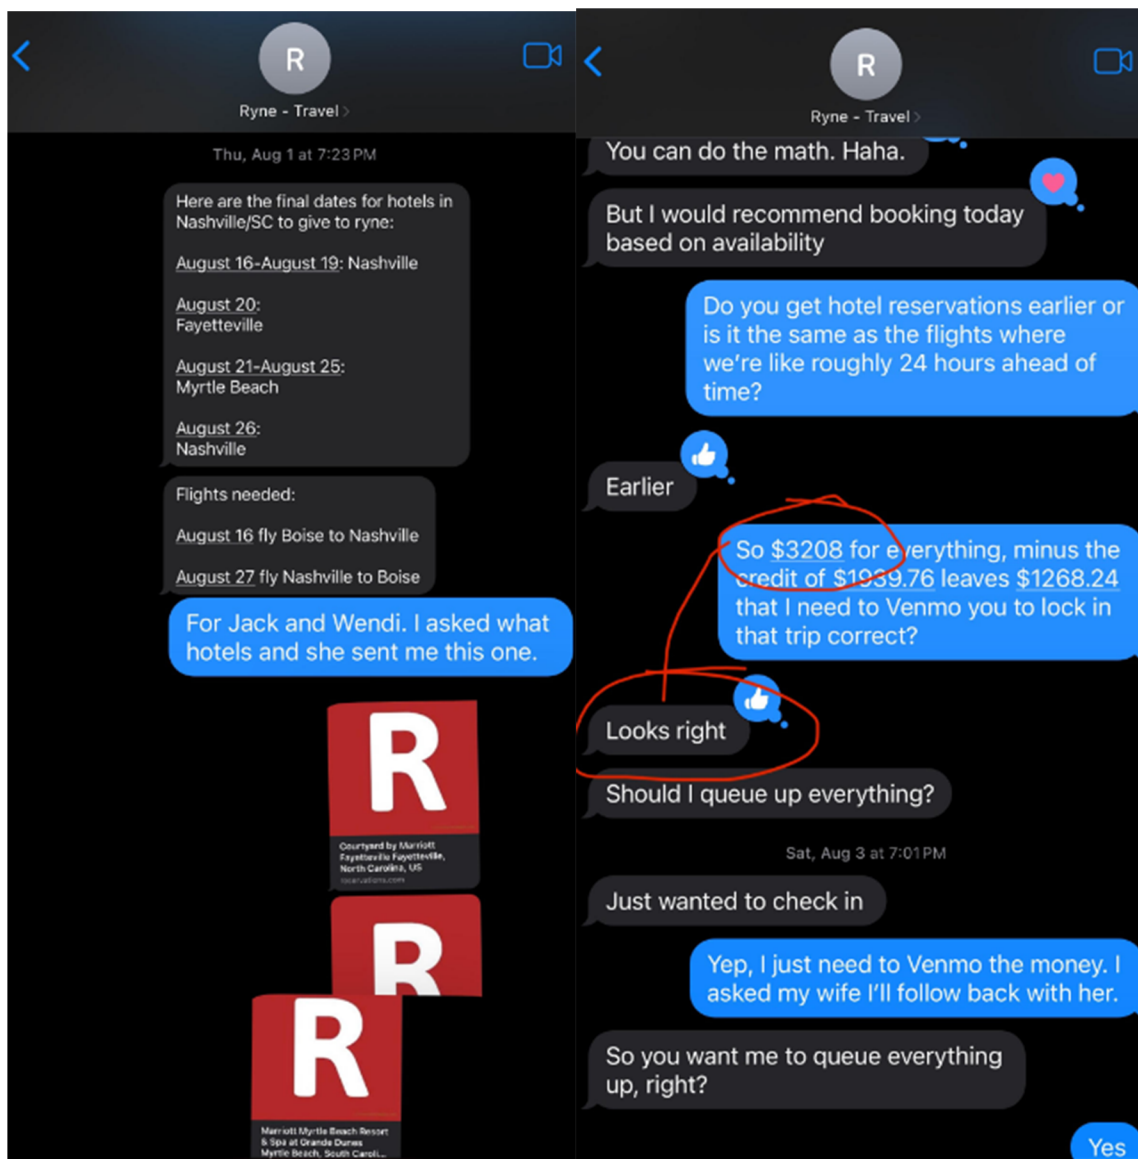 R
Ryne - Travel >
Thu, Aug 1 at 7:23 PM
Here are the final dates for hotels in
Nashville/SC to give to ryne:
August 16-August 19: Nashville
August 20:
Fayetteville
August 21-August 25:
Myrtle Beach
August 26:
Nashville
Flights needed:
August 16 fly Boise to Nashville
August 27 fly Nashville to Boise
For Jack and Wendi. I asked what
hotels and she sent me this one.
R
Courtyard by Marriott
Fayetteville Fayetteville,
North Carolina, US
reservations.com
R
R
Marriott Myrtle Beach Resort
& Spa at Grande Dunes
Myrtle Beach, South Caroli...
R
Ryne - Travel >
You can do the math. Haha.
But I would recommend booking today
based on availability
Do you get hotel reservations earlier or
is it the same as the flights where
we're like roughly 24 hours ahead of
time?
Earlier
So $3208 for everything, minus the
credit of $1939.76 leaves $1268.24
that I need to Venmo you to lock in
that trip correct?
Looks right
Should I queue up everything?
Sat, Aug 3 at 7:01 PM
Just wanted to check in
Yep, I just need to Venmo the money. I
asked my wife I'll follow back with her.
So you want me to queue everything
up, right?
Yes